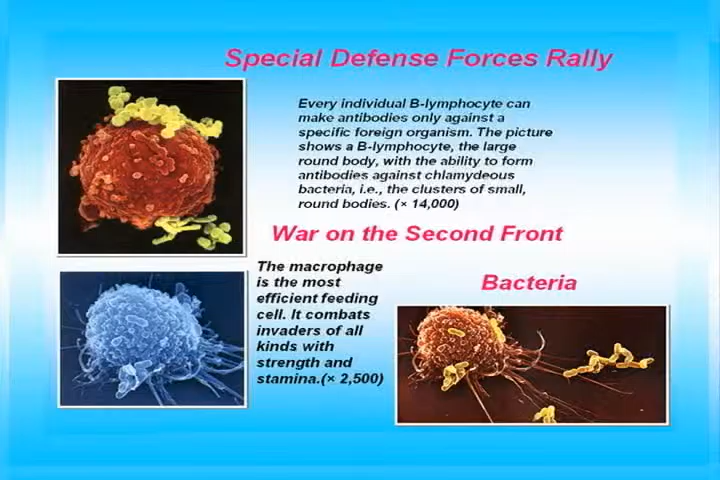 Special Defense Forces Rally
Every individual B-lymphocyte can
make antibodies only against a
specific foreign organism. The picture
shows a B-lymphocyte, the large
round body, with the ability to form
antibodies against chlamydeous
bacteria, i.e., the clusters of small,
round bodies. (× 14,000)
War on the Second Front
The macrophage
is the most
efficient feeding
cell. It combats
invaders of all
kinds with
strength and
stamina.(× 2,500)
Bacteria